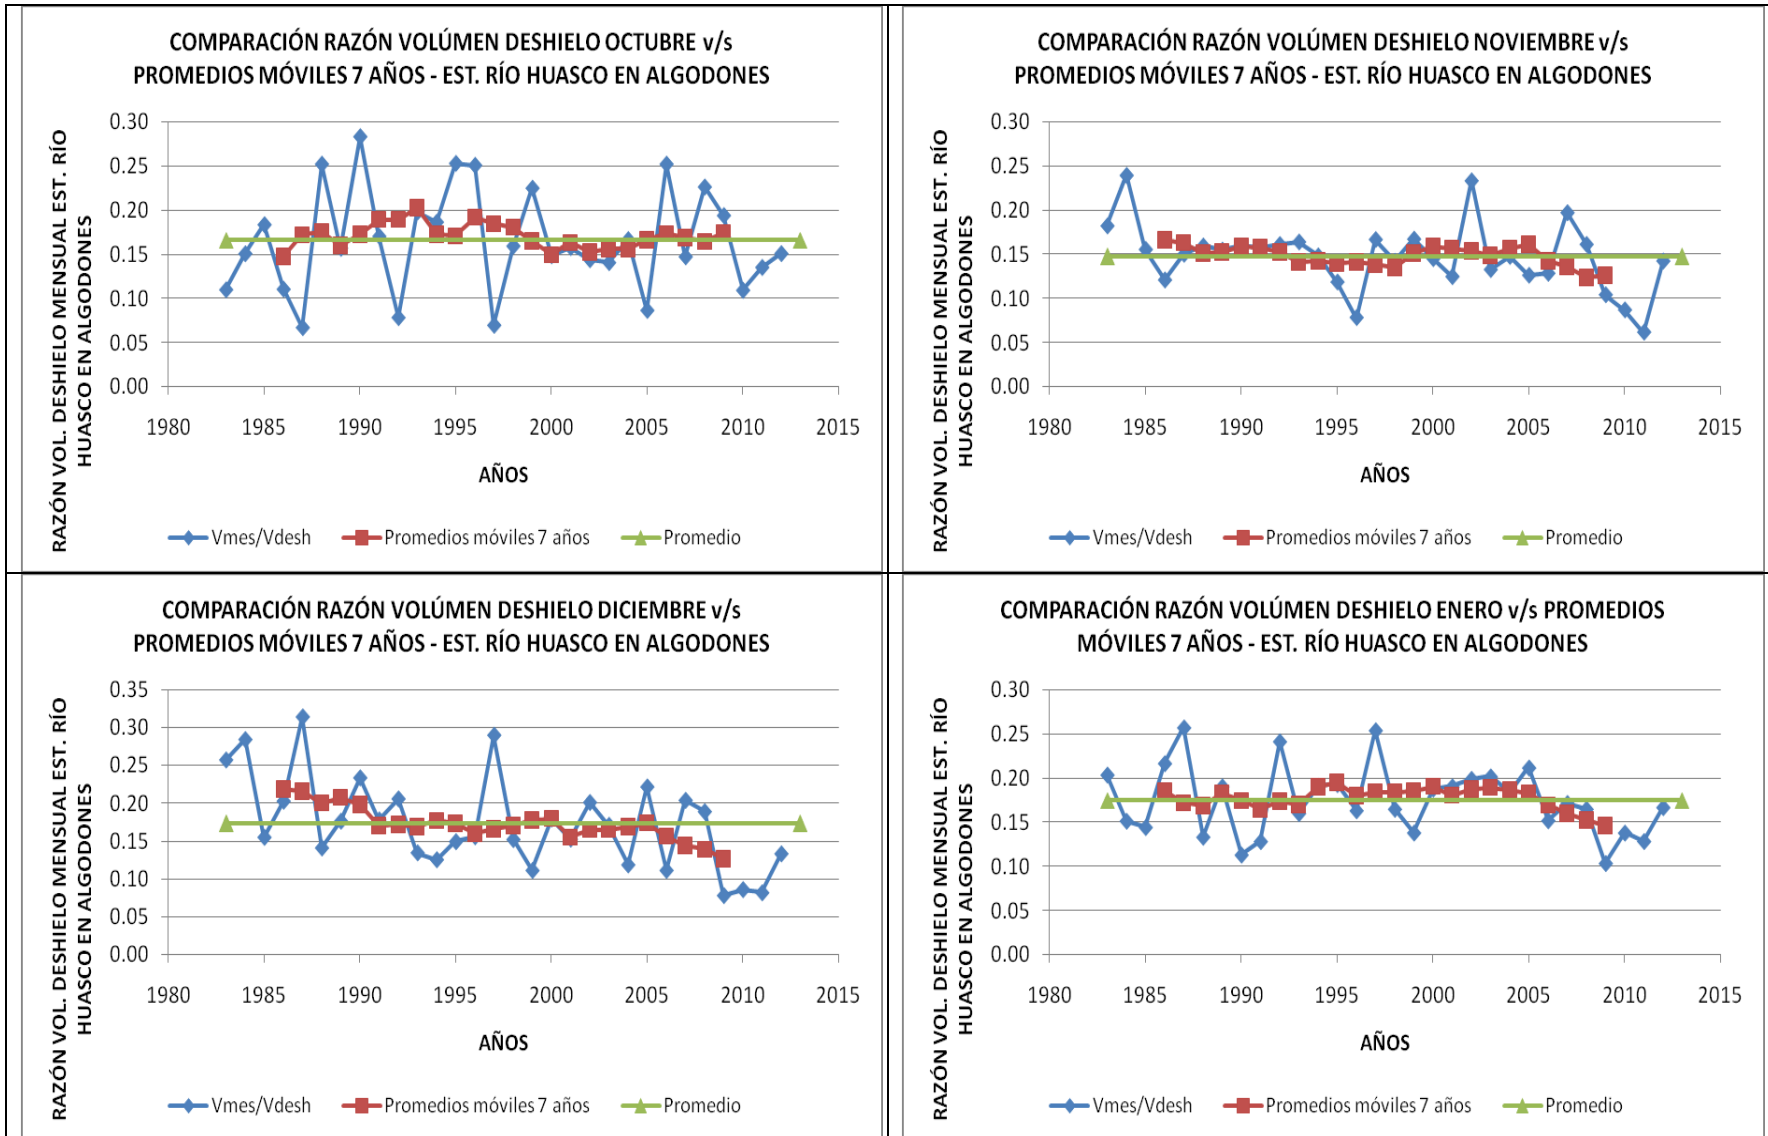 COMPARACIÓN RAZÓN VOLÚMEN DESHIELO OCTUBRE v/s
PROMEDIOS MÓVILES 7 AÑOS - EST. RÍO HUASCO EN ALGODONES
RAZÓN VOL. DESHIELO MENSUAL EST. RÍO
HUASCO EN ALGODONES
0.30
0.25
0.20
0.15
0.10
0.05
0.00
1980 1985 1990 1995 2000 2005 2010 2015
AÑOS
Vmes/Vdesh Promedios móviles 7 años Promedio
COMPARACIÓN RAZÓN VOLÚMEN DESHIELO NOVIEMBRE v/s
PROMEDIOS MÓVILES 7 AÑOS - EST. RÍO HUASCO EN ALGODONES
RAZÓN VOL. DESHIELO MENSUAL EST. RÍO
HUASCO EN ALGODONES
0.30
0.25
0.20
0.15
0.10
0.05
0.00
1980 1985 1990 1995 2000 2005 2010 2015
AÑOS
Vmes/Vdesh Promedios móviles 7 años Promedio
COMPARACIÓN RAZÓN VOLÚMEN DESHIELO DICIEMBRE v/s
PROMEDIOS MÓVILES 7 AÑOS - EST. RÍO HUASCO EN ALGODONES
RAZÓN VOL. DESHIELO MENSUAL EST. RÍO
HUASCO EN ALGODONES
0.35
0.30
0.25
0.20
0.15
0.10
0.05
0.00
1980 1985 1990 1995 2000 2005 2010 2015
AÑOS
Vmes/Vdesh Promedios móviles 7 años Promedio
COMPARACIÓN RAZÓN VOLÚMEN DESHIELO ENERO v/s PROMEDIOS
MÓVILES 7 AÑOS - EST. RÍO HUASCO EN ALGODONES
RAZÓN VOL. DESHIELO MENSUAL EST. RÍO
HUASCO EN ALGODONES
0.30
0.25
0.20
0.15
0.10
0.05
0.00
1980 1985 1990 1995 2000 2005 2010 2015
AÑOS
Vmes/Vdesh Promedios móviles 7 años Promedio